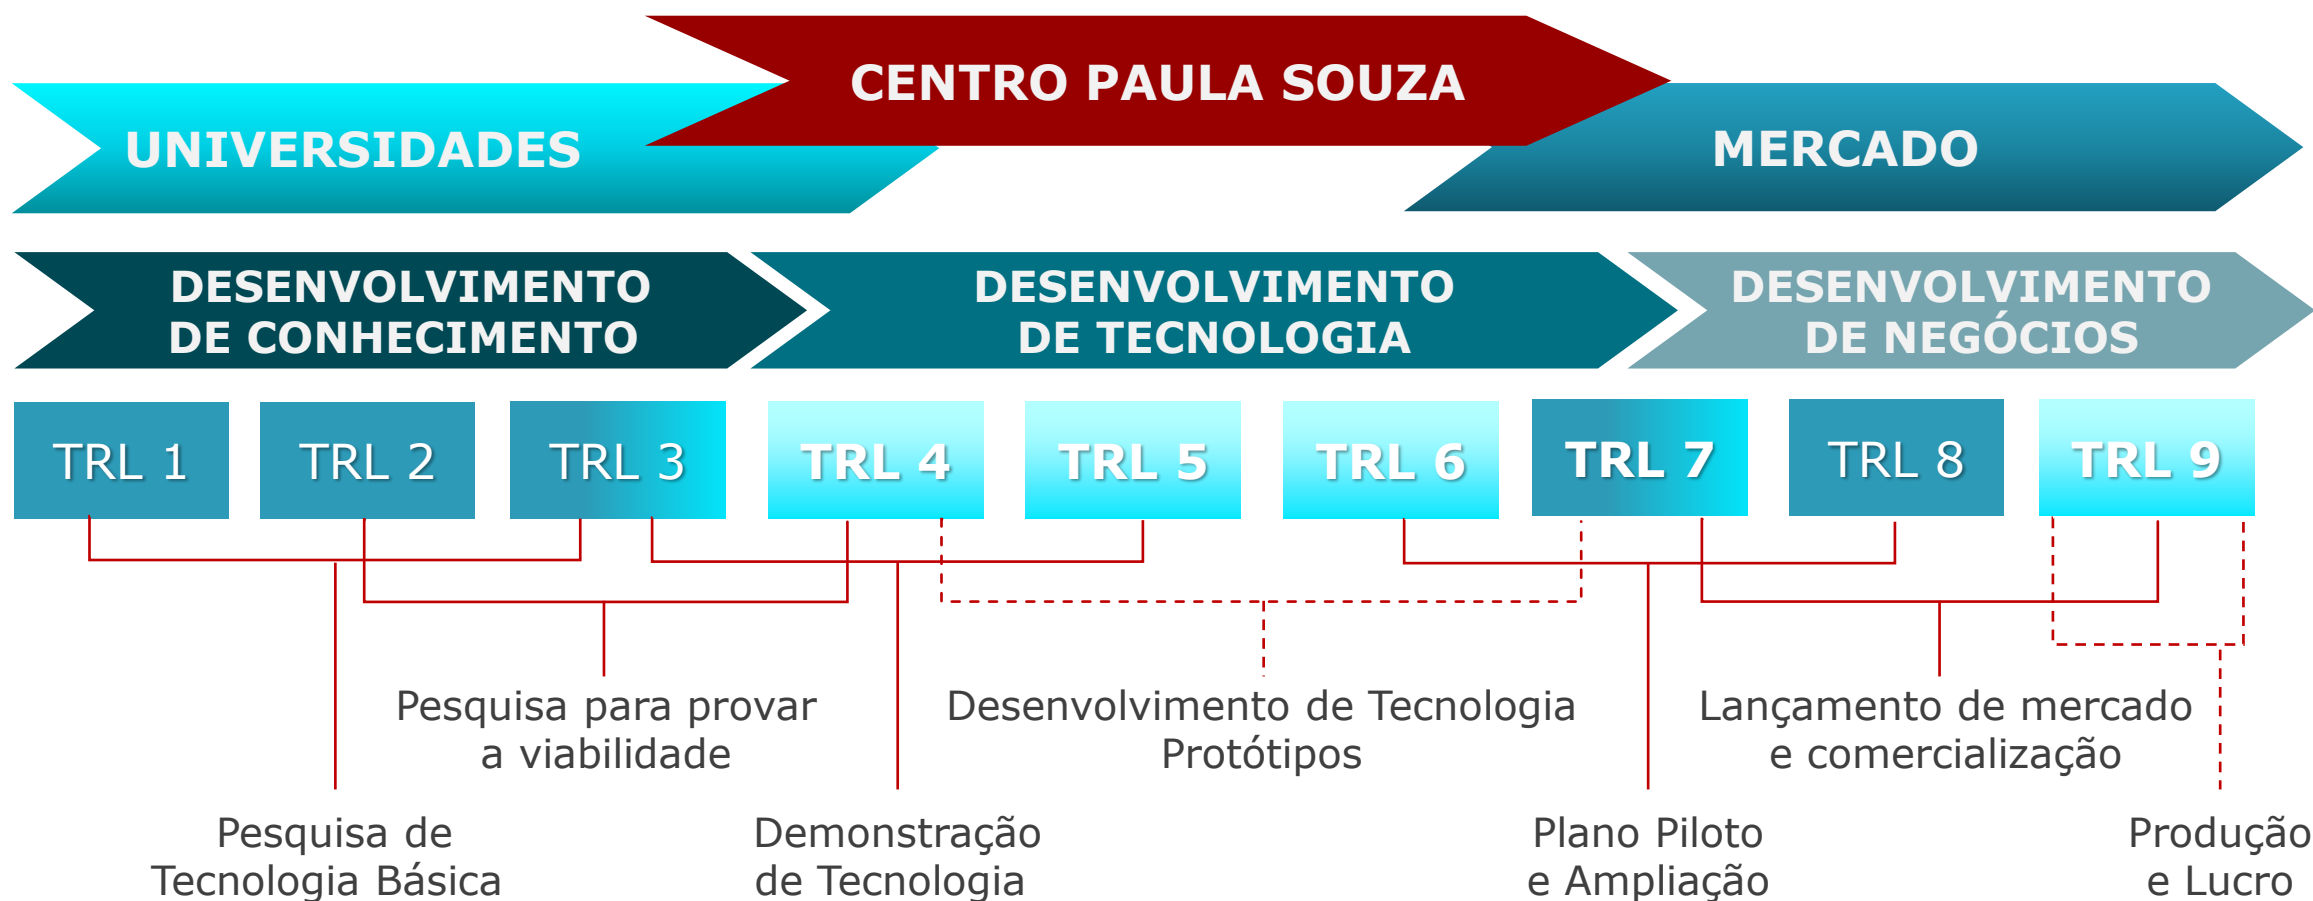 CENTRO PAULA SOUZA
UNIVERSIDADES
MERCADO
DESENVOLVIMENTO
DE CONHECIMENTO
DESENVOLVIMENTO
DE TECNOLOGIA
DESENVOLVIMENTO
DE NEGÓCIOS
TRL 1
TRL 2
TRL 3
TRL 4
TRL 5
TRL 6
TRL 7
TRL 8
TRL 9
Pesquisa para provar
a viabilidade
Desenvolvimento de Tecnologia
Protótipos
Lançamento de mercado
e comercialização
Pesquisa de
Tecnologia Básica
Demonstração
de Tecnologia
Plano Piloto
e Ampliação
Produção
e Lucro